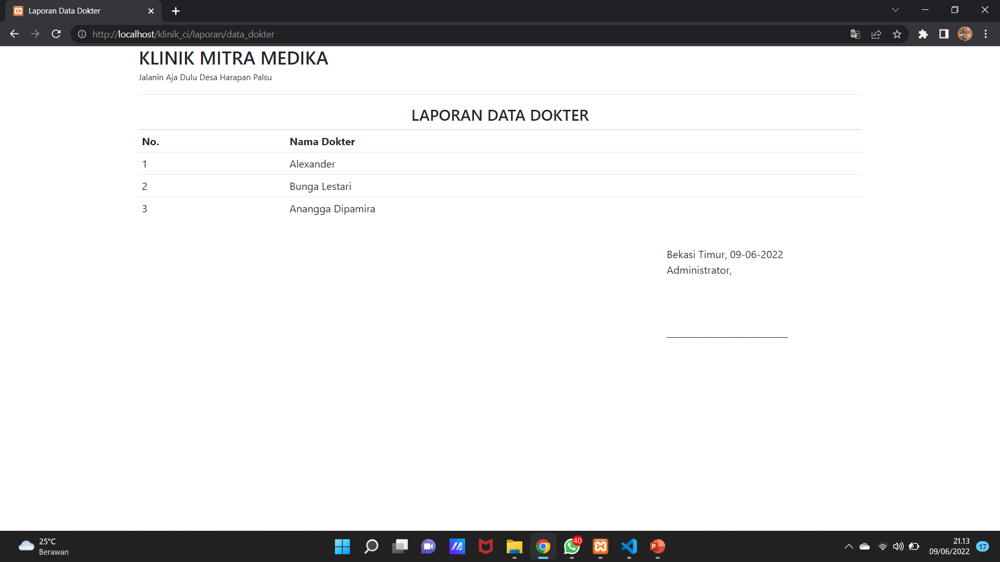 Laporan Data Dokter
http://localhost/klinik_ci/laporan/data_dokter
KLINIK MITRA MEDIKA
Jalanin Aja Dulu Desa Harapan Palsu
LAPORAN DATA DOKTER
No. Nama Dokter
1 Alexander
2 Bunga Lestari
3 Anangga Dipamira
Bekasi Timur, 09-06-2022
Administrator,
____________________________
25°C
Berawan
40
21.13
09/06/2022
17